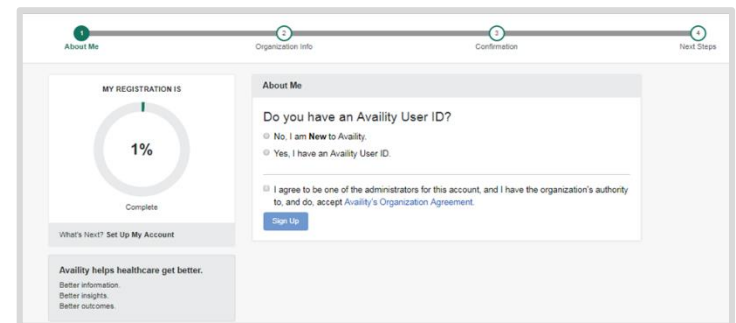 1
2
3
4
About Me
Organization Info
Confirmation
Next Steps
MY REGISTRATION IS
1%
Complete
What's Next? Set Up My Account
Availity helps healthcare get better.
Better information.
Better insights.
Better outcomes.
About Me
Do you have an Availity User ID?
No, I am New to Availity.
Yes, I have an Availity User ID.
I agree to be one of the administrators for this account, and I have the organization's authority
to, and do, accept Availity's Organization Agreement.
Sign Up